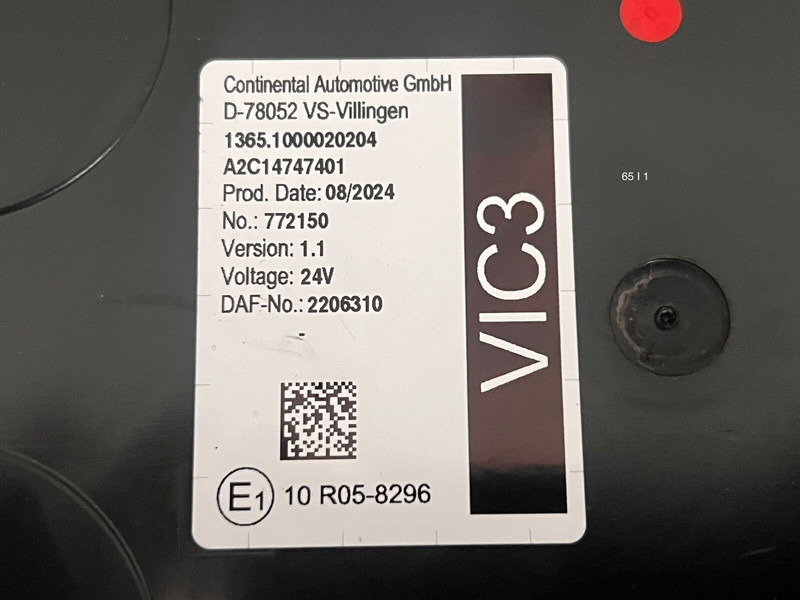 Continental Automotive GmbH
D-78052 VS-Villingen
1365.1000020204
A2C14747401
Prod. Date: 08/2024
No.: 772150
Version: 1.1
Voltage: 24V
DAF-No.: 2206310
E1 10 R05-8296
VIC3
65 I 1